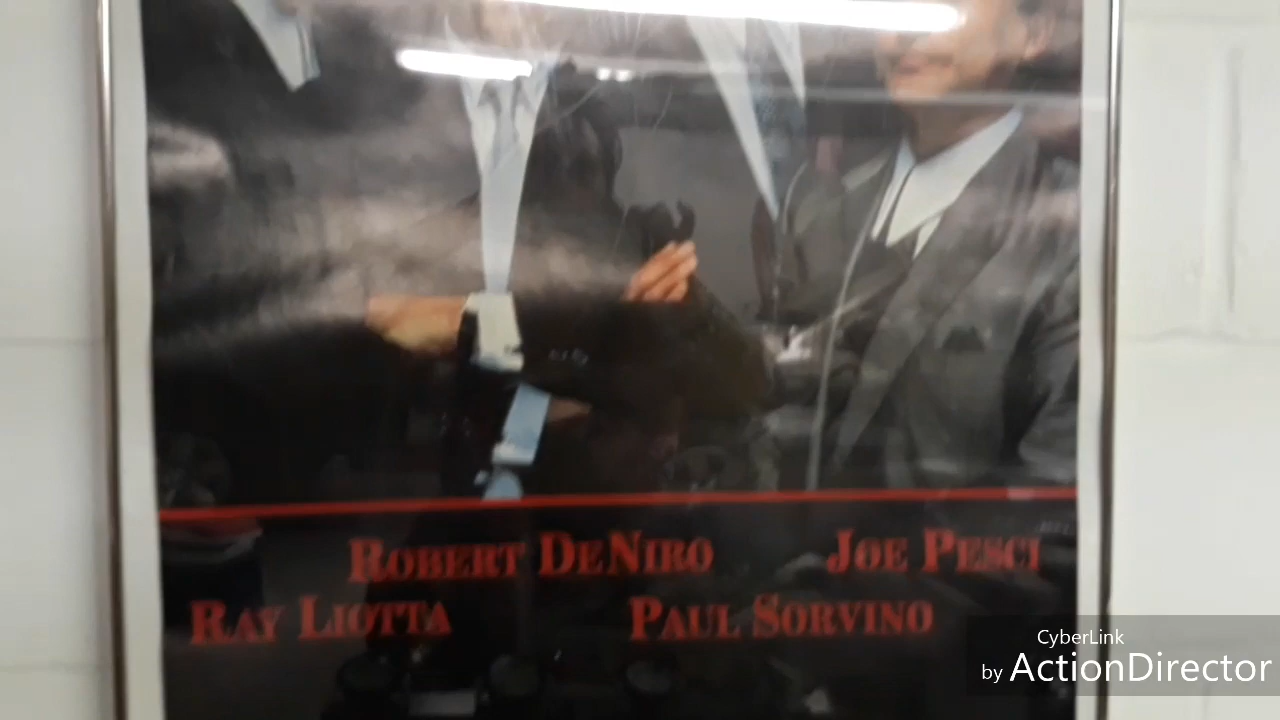 ROBERT DENIRO JOE PESCI
RAY LIOTTA PAUL SORVINO
CyberLink
by ActionDirector